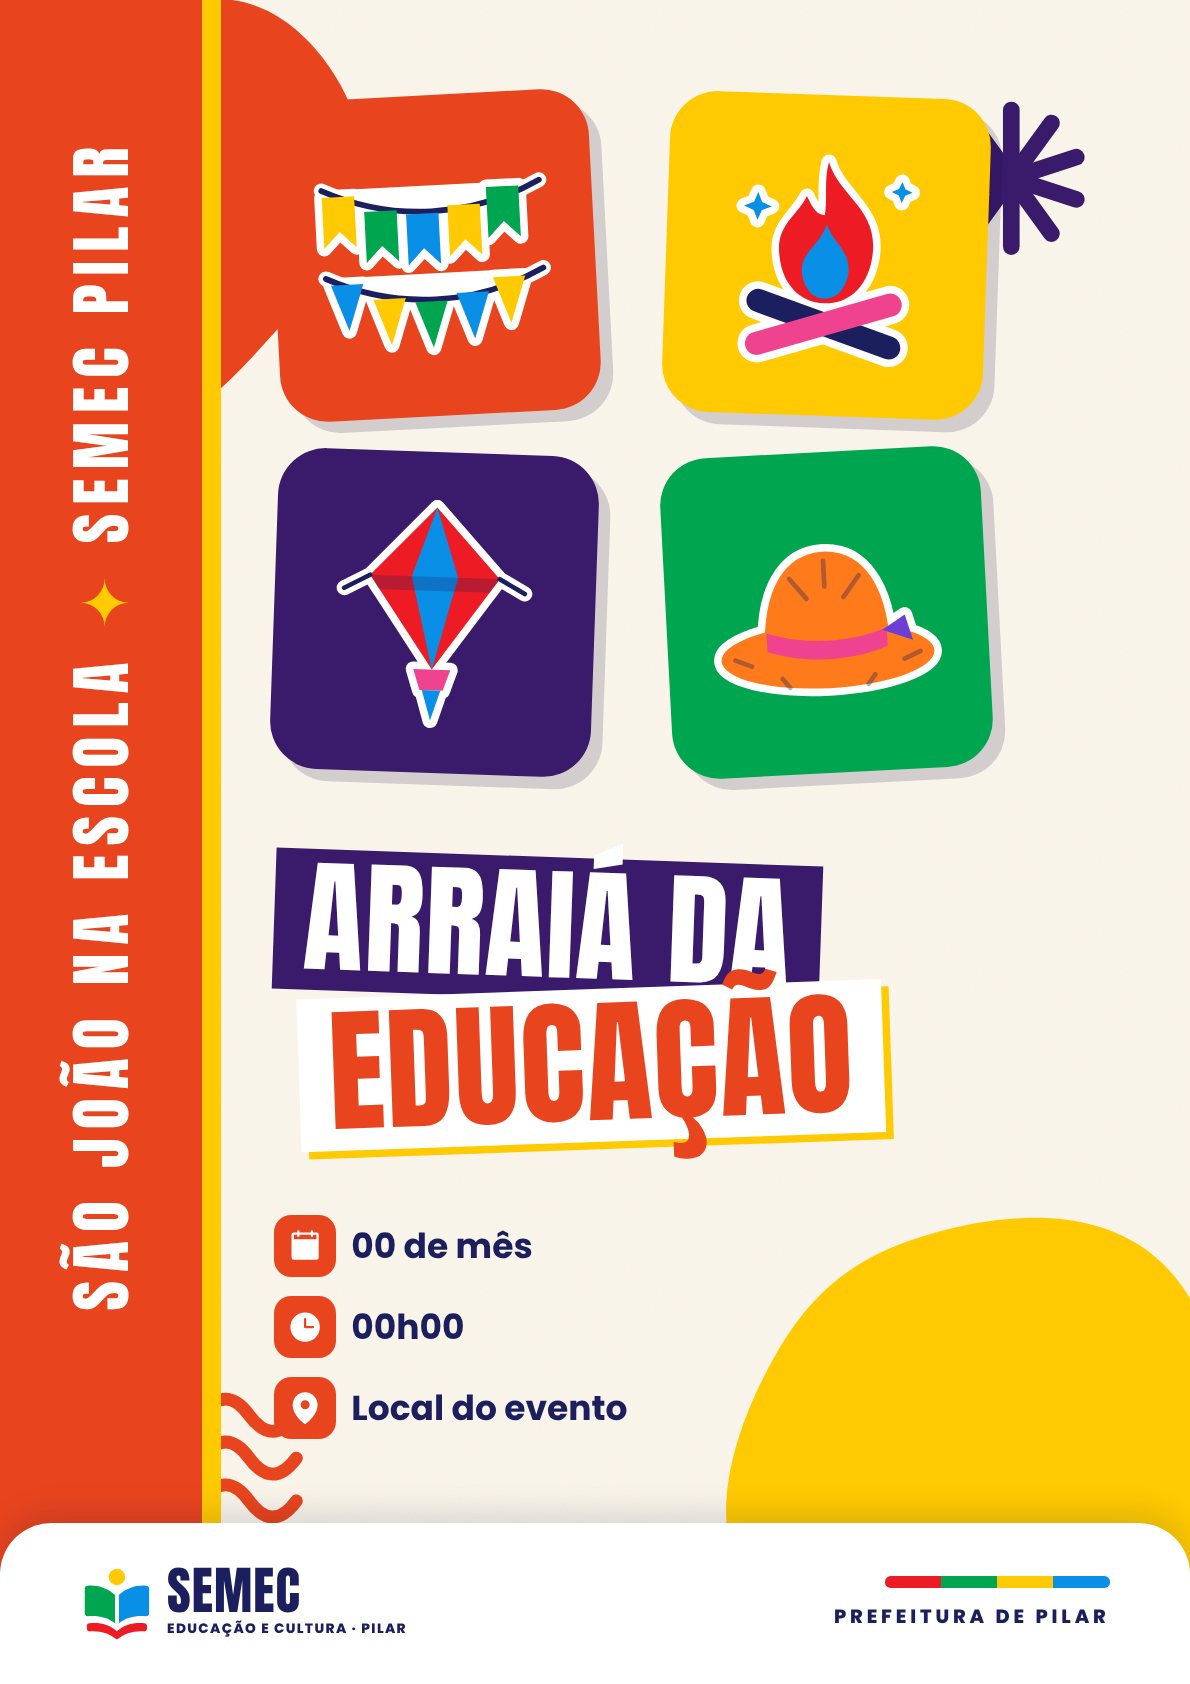 SÃO JOÃO NA ESCOLA ✦ SEMEC PILAR
ARRAIÁ DA
EDUCAÇÃO
00 de mês
00h00
Local do evento
SEMEC
EDUCAÇÃO E CULTURA · PILAR
PREFEITURA DE PILAR